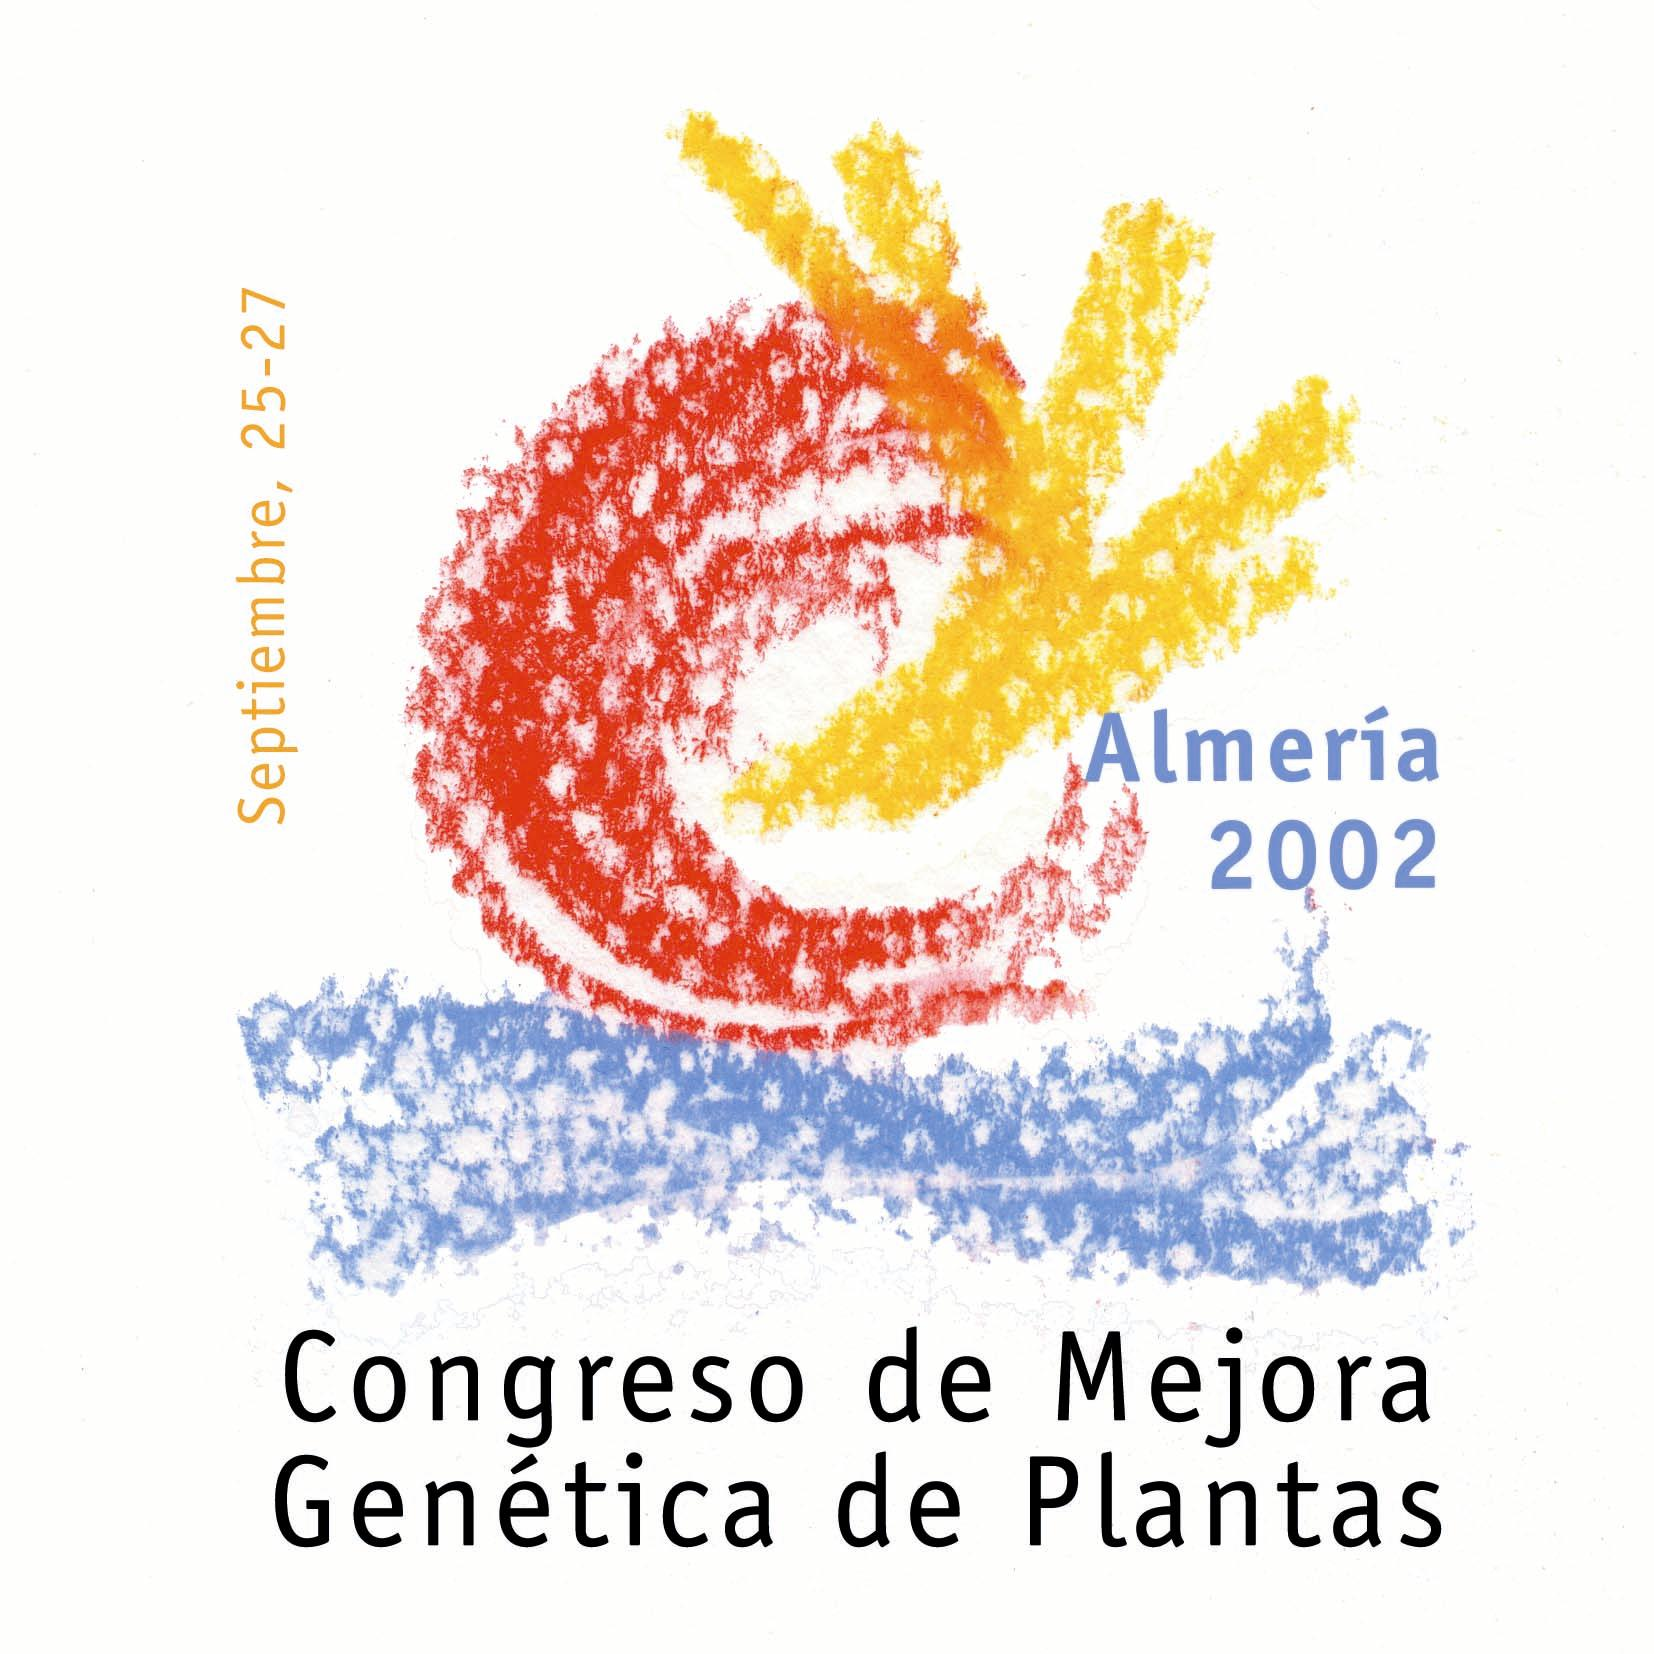 Septiembre, 25-27
Almería
2002
Congreso de Mejora
Genética de Plantas